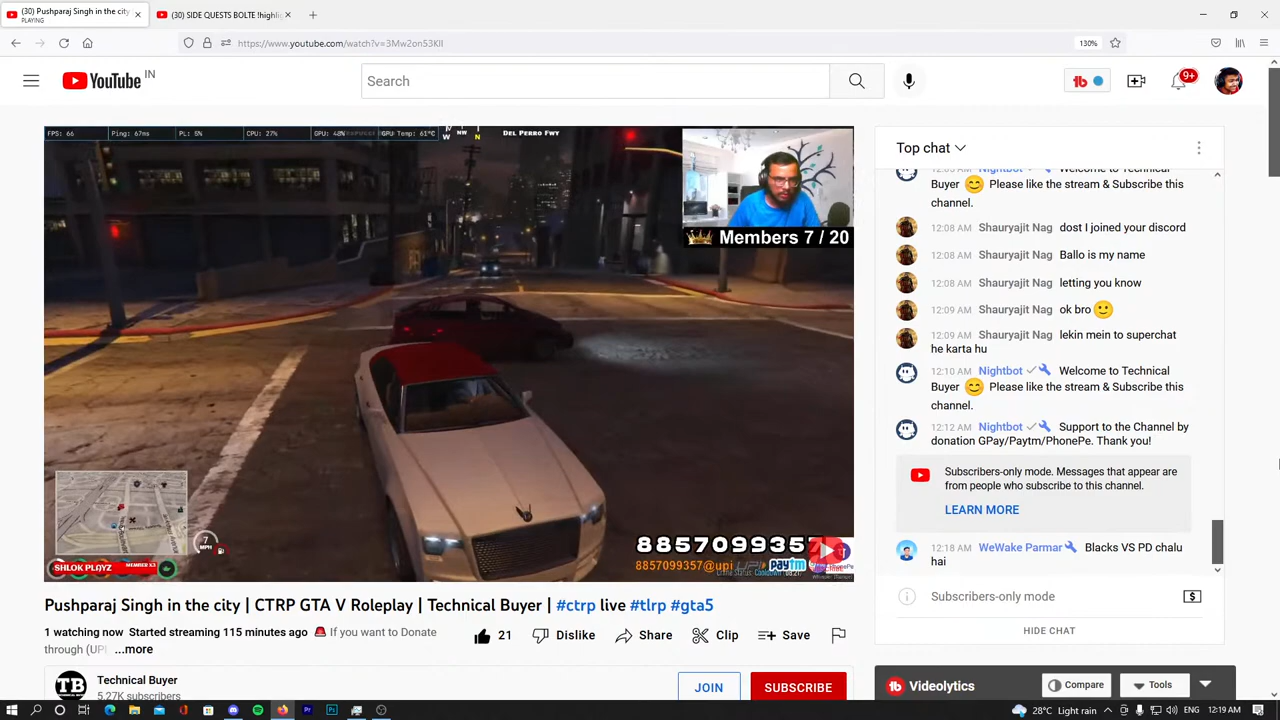 (30) Pushparaj Singh in the city
PLAYING
(30) SIDE QUESTS BOLTE !highlig
https://www.youtube.com/watch?v=3Mw2on53KlI
130%
YouTube IN
Search
9+
FPS: 66
Ping: 67ms
PL: 5%
CPU: 27%
GPU: 48%
GPU Temp: 61°C
NW
N
DEL PERRO FWY
Members 7 / 20
7
MPH
SHLOK PLAYZ
MEMBER X3
8857099357
8857099357@upi UPI paytm
Top chat
Welcome to Technical
Buyer 😊 Please like the stream & Subscribe this
channel.
12:08 AM Shauryajit Nag dost I joined your discord
12:08 AM Shauryajit Nag Ballo is my name
12:08 AM Shauryajit Nag letting you know
12:09 AM Shauryajit Nag ok bro 🙂
12:09 AM Shauryajit Nag lekin mein to superchat
he karta hu
12:10 AM Nightbot Welcome to Technical
Buyer 😊 Please like the stream & Subscribe this
channel.
12:12 AM Nightbot Support to the Channel by
donation GPay/Paytm/PhonePe. Thank you!
Subscribers-only mode. Messages that appear are
from people who subscribe to this channel.
LEARN MORE
12:18 AM WeWake Parmar Blacks VS PD chalu
hai
Subscribers-only mode
HIDE CHAT
Pushparaj Singh in the city | CTRP GTA V Roleplay | Technical Buyer | #ctrp live #tlrp #gta5
1 watching now Started streaming 115 minutes ago 🚨 If you want to Donate
through (UPI ...more
21
Dislike
Share
Clip
Save
TB
Technical Buyer
5.27K subscribers
JOIN
SUBSCRIBE
tb Videolytics
Compare
Tools
28°C Light rain
ENG
12:19 AM